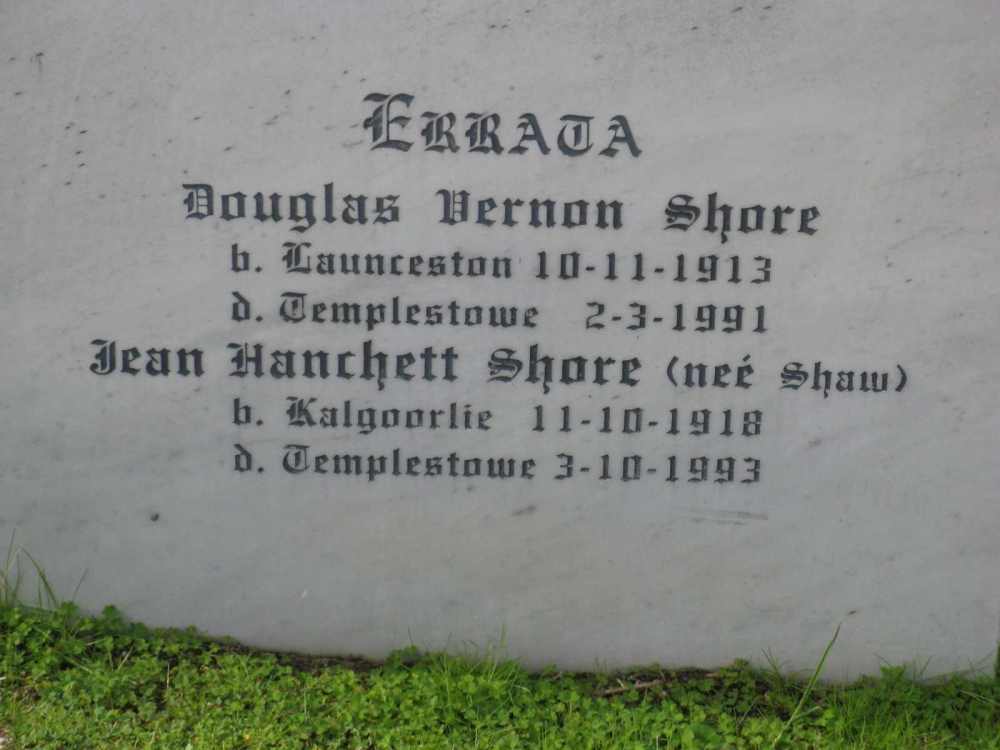 ERRATA
Douglas Vernon Shore
b. Launceston 10-11-1913
d. Templestowe 2-3-1991
Jean Hanchett Shore (neé Shaw)
b. Kalgoorlie 11-10-1918
d. Templestowe 3-10-1993